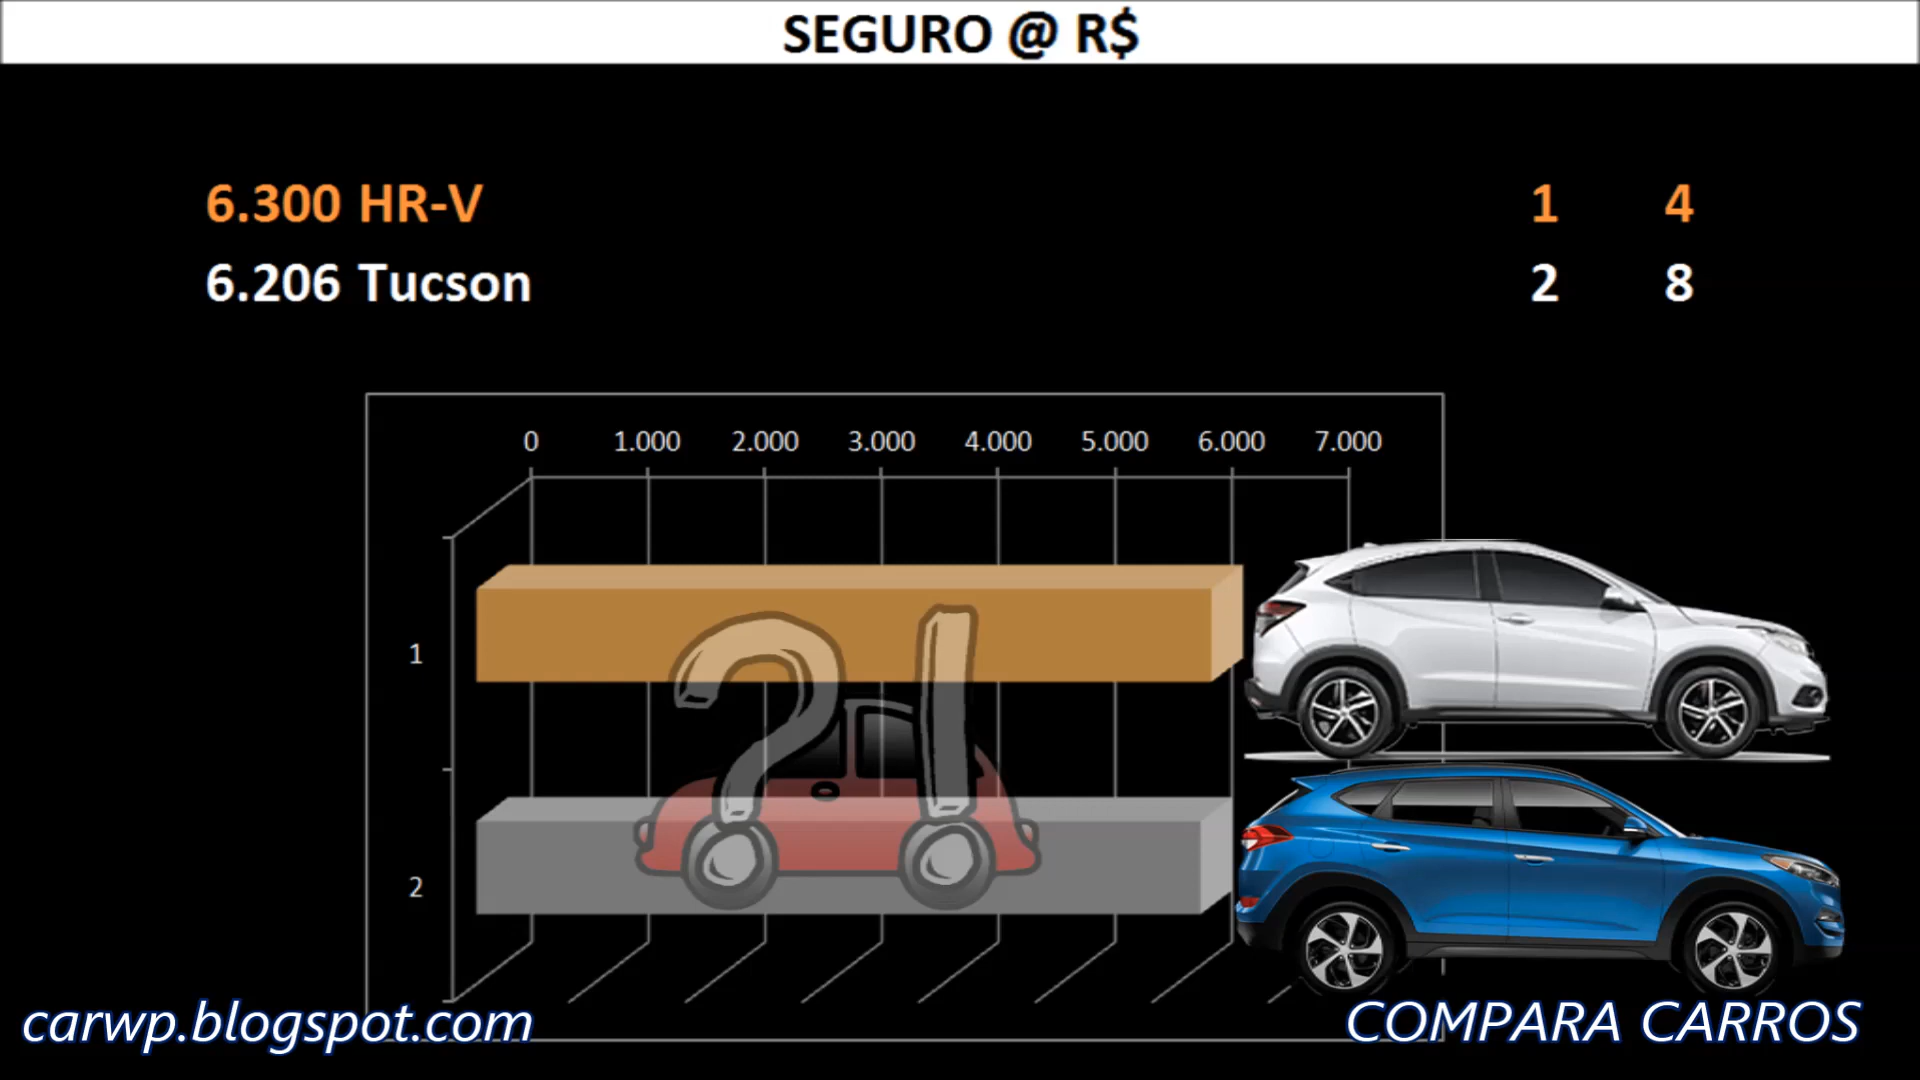 SEGURO @ R$
6.300 HR-V 1 4
6.206 Tucson 2 8
0 1.000 2.000 3.000 4.000 5.000 6.000 7.000
1
?!
2
carwp.blogspot.com COMPARA CARROS